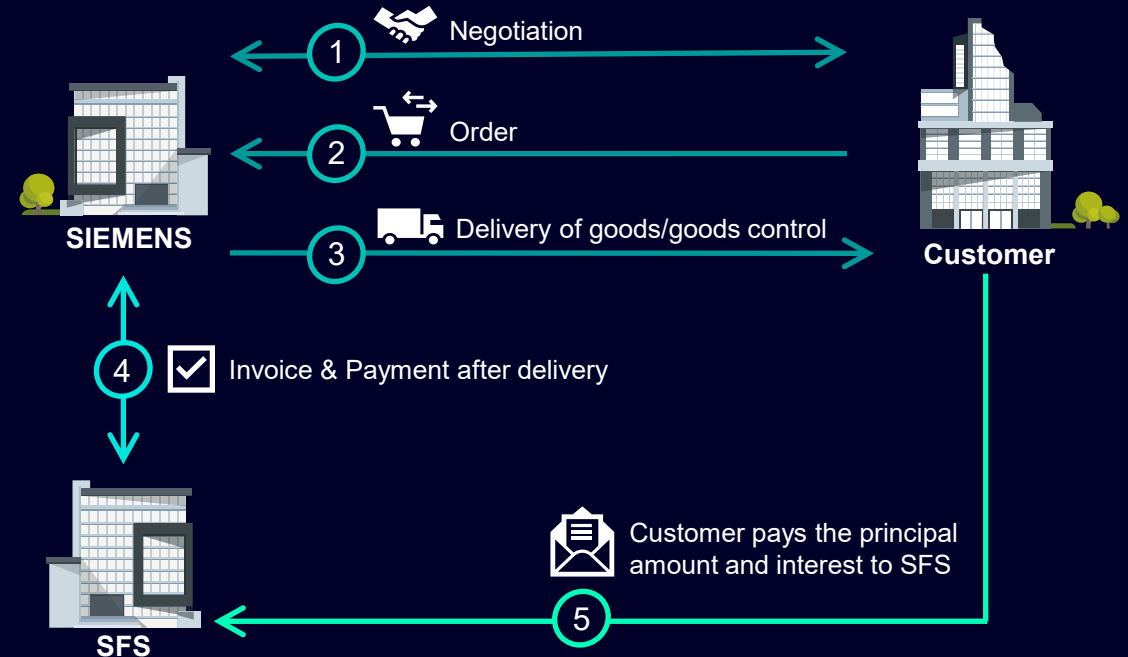 1
Negotiation
2
Order
3
Delivery of goods/goods control
SIEMENS
Customer
4
Invoice & Payment after delivery
Customer pays the principal
amount and interest to SFS
5
SFS